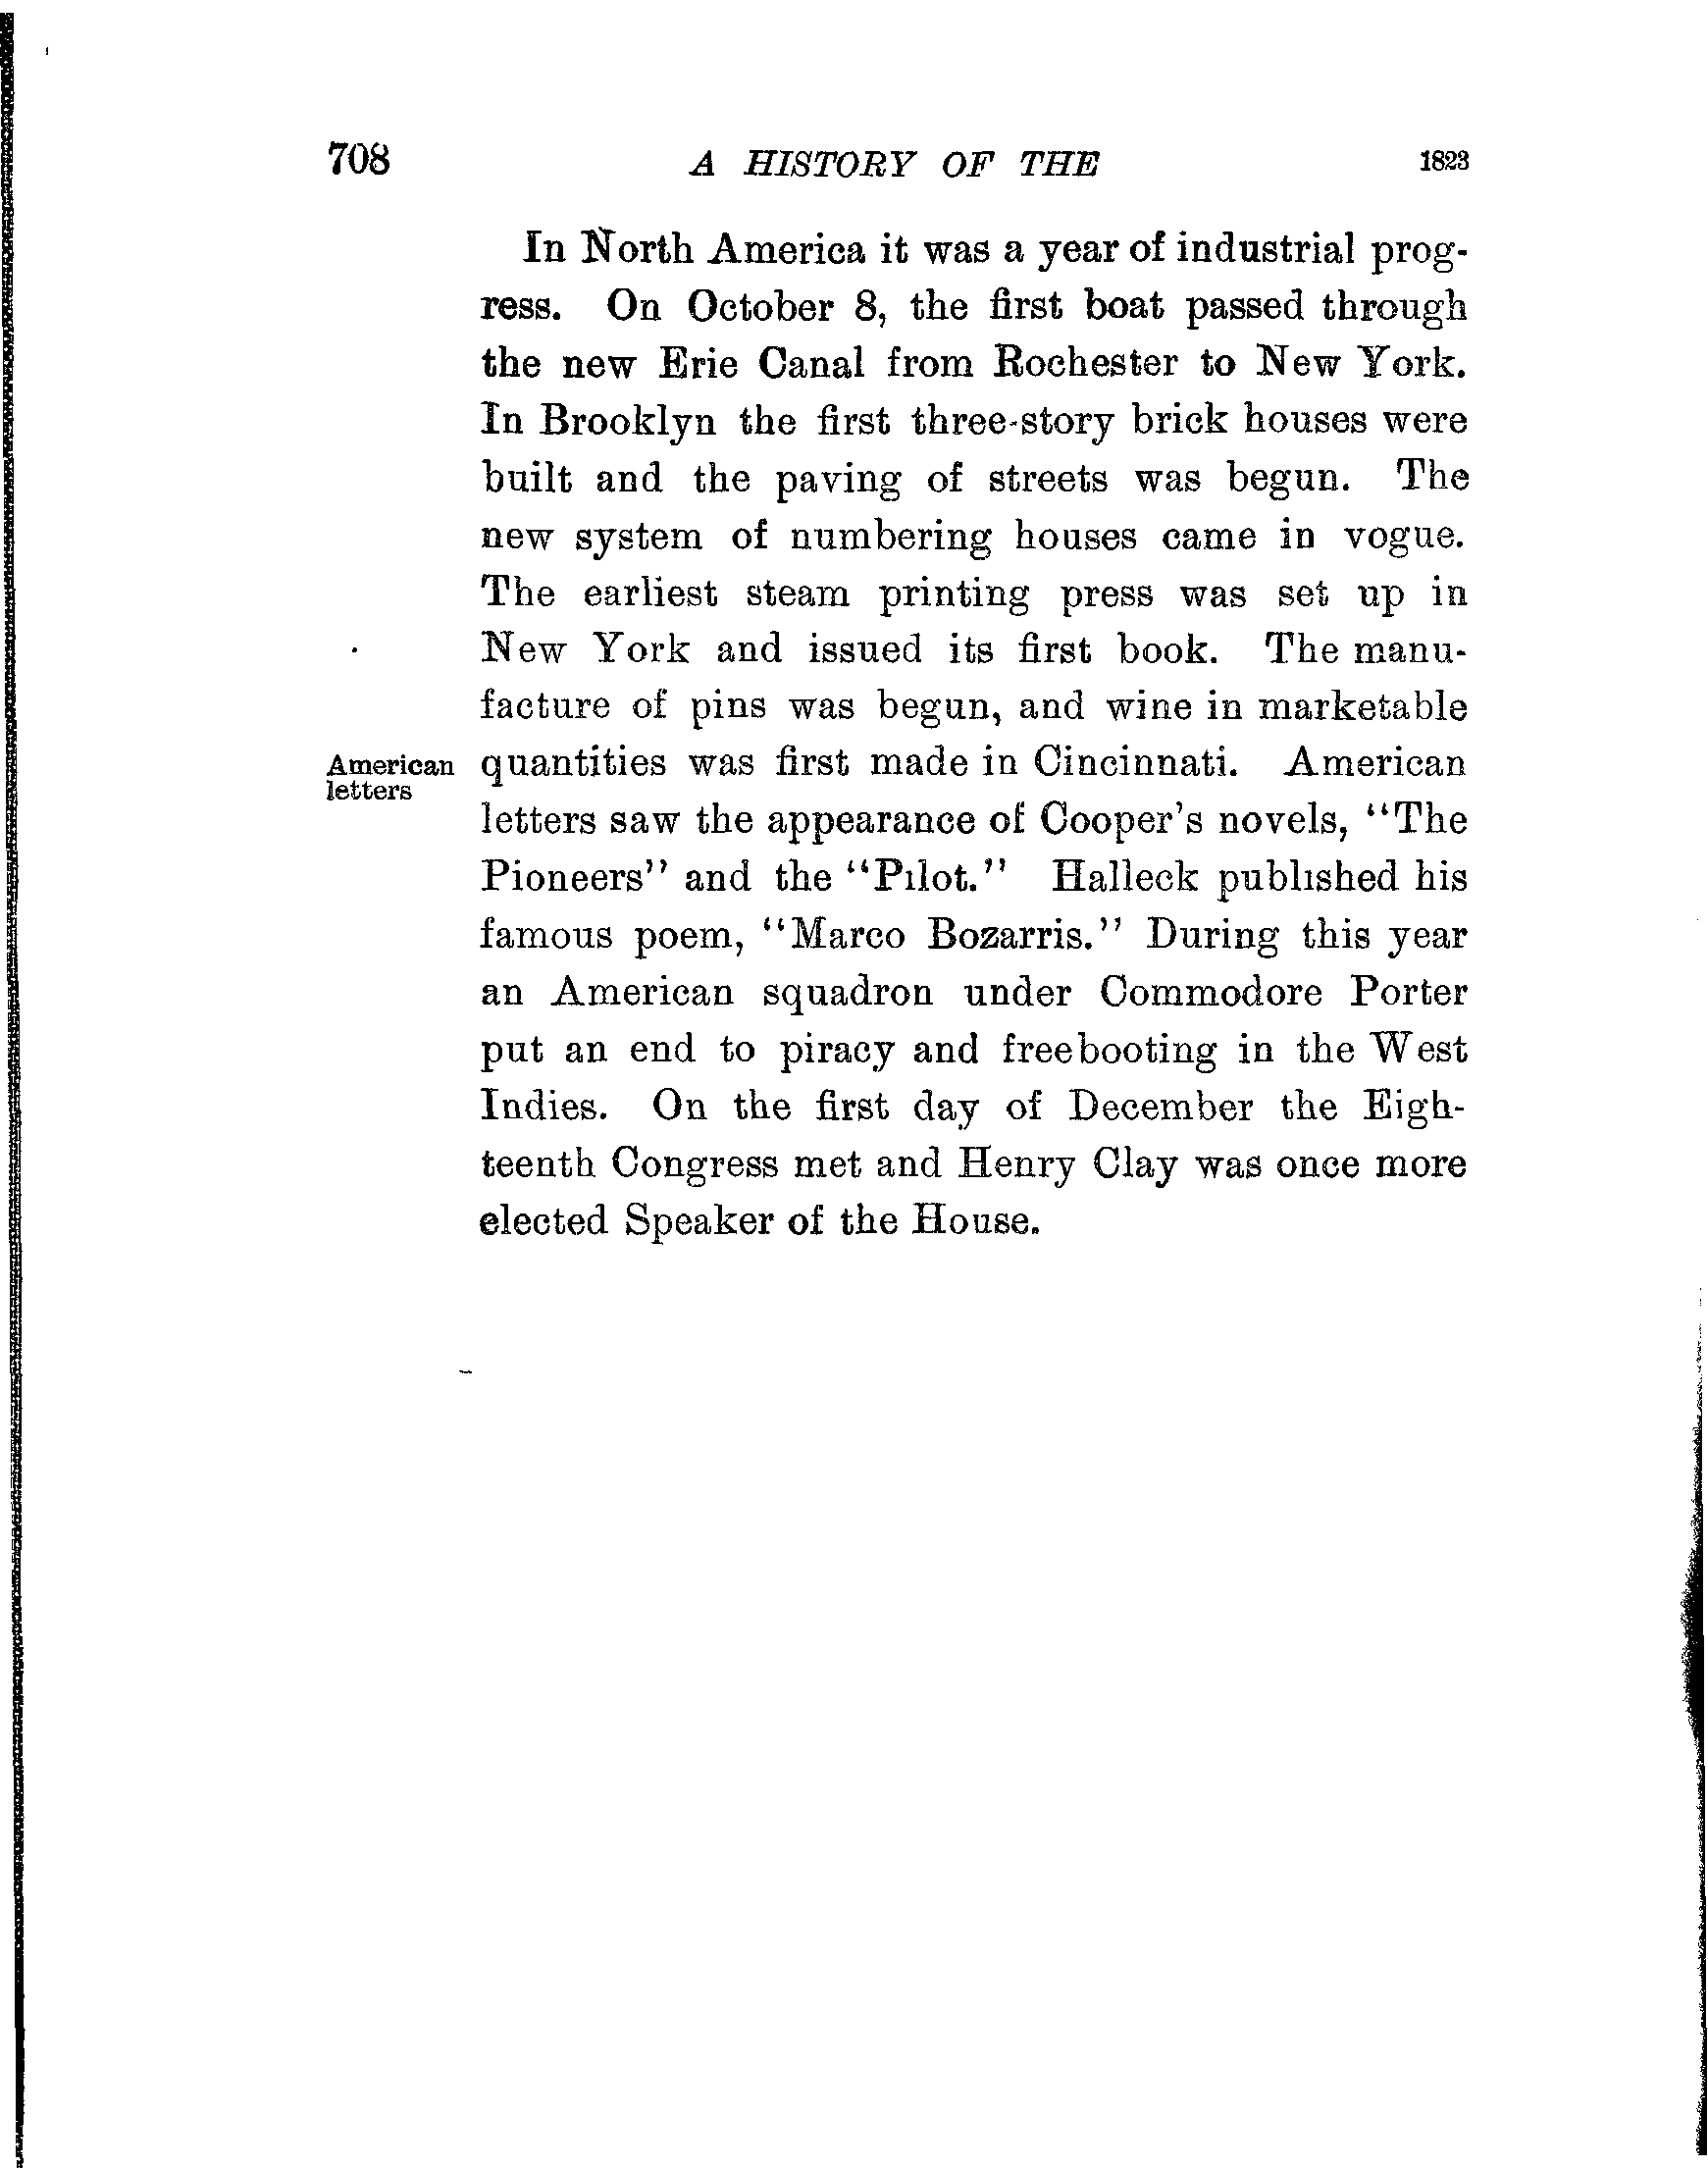 708 A HISTORY OF THE 1823
In North America it was a year of industrial prog-
ress. On October 8, the first boat passed through
the new Erie Canal from Rochester to New York.
In Brooklyn the first three-story brick houses were
built and the paving of streets was begun. The
new system of numbering houses came in vogue.
The earliest steam printing press was set up in
New York and issued its first book. The manu-
facture of pins was begun, and wine in marketable
American
letters
quantities was first made in Cincinnati. American
letters saw the appearance of Cooper's novels, "The
Pioneers" and the "Pilot." Halleck published his
famous poem, "Marco Bozarris." During this year
an American squadron under Commodore Porter
put an end to piracy and freebooting in the West
Indies. On the first day of December the Eigh-
teenth Congress met and Henry Clay was once more
elected Speaker of the House.